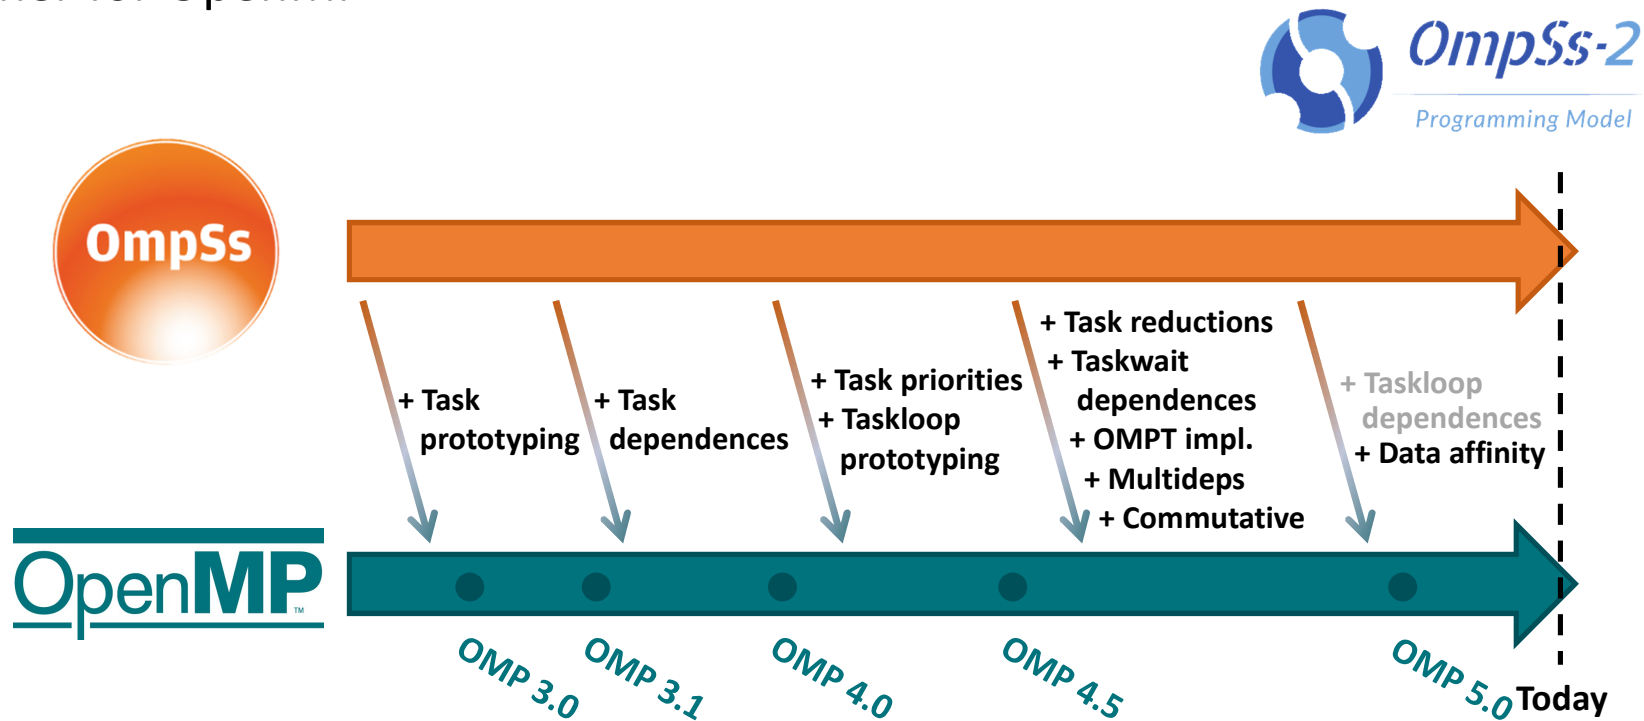 OmpSs-2
Programming Model
OmpSs
+ Task
prototyping
+ Task
dependences
+ Task priorities
+ Taskloop
prototyping
+ Task reductions
+ Taskwait
dependences
+ OMPT impl.
+ Multideps
+ Commutative
+ Taskloop
dependences
+ Data affinity
OpenMP
TM
OMP 3.0
OMP 3.1
OMP 4.0
OMP 4.5
OMP 5.0
Today